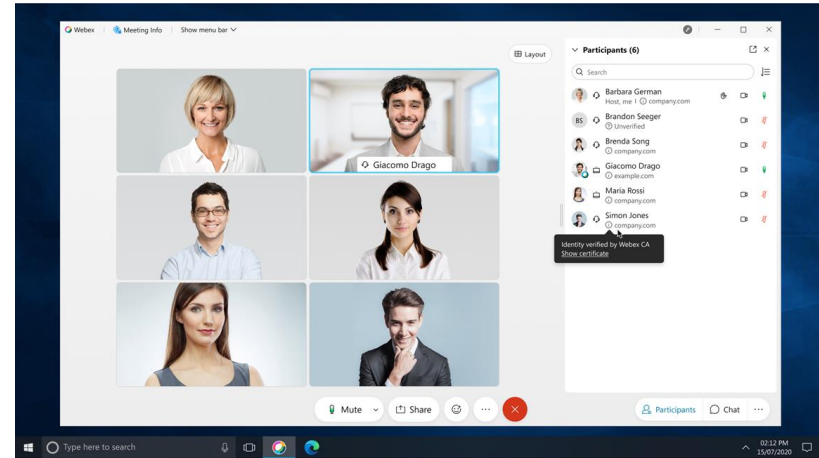 Webex
Meeting Info
Show menu bar
Layout
Giacomo Drago
Participants (6)
Search
Barbara German
Host, me | company.com
BS
Brandon Seeger
Unverified
Brenda Song
company.com
Giacomo Drago
example.com
Maria Rossi
company.com
Simon Jones
company.com
Identity verified by Webex CA
Show certificate
Mute
Share
Participants
Chat
Type here to search
02:12 PM
15/07/2020